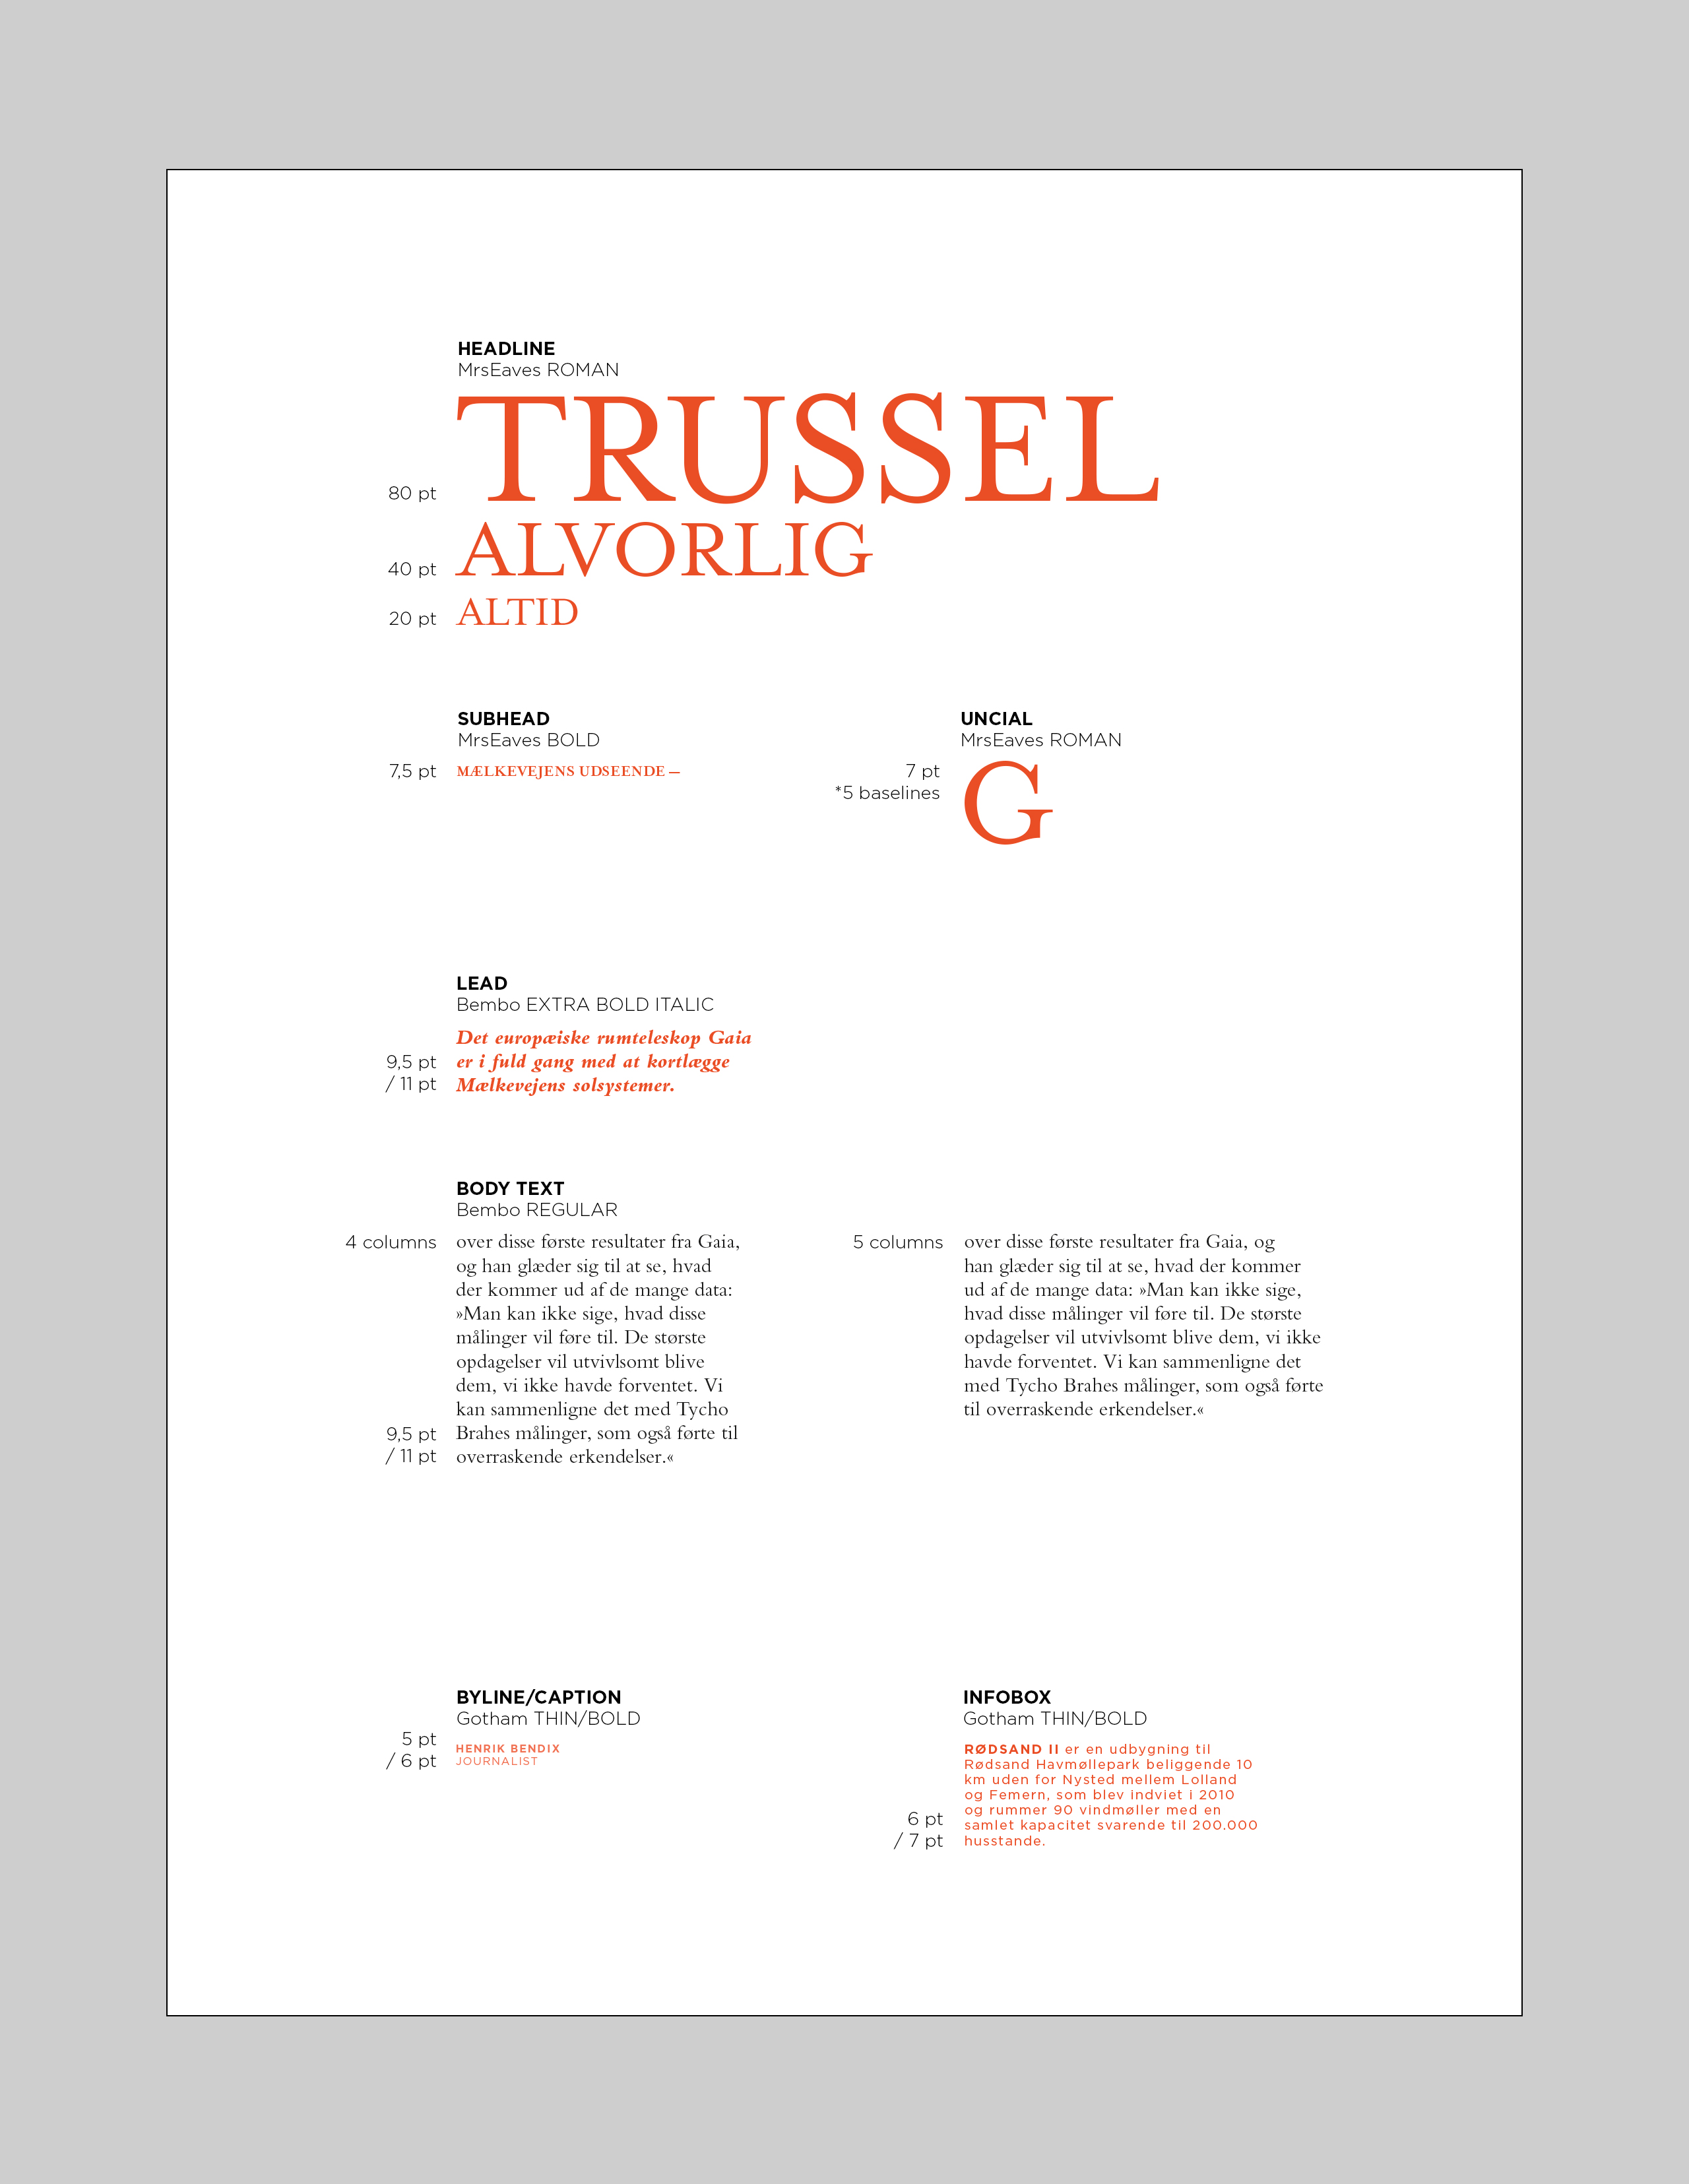 HEADLINE
MrsEaves ROMAN
80 pt TRUSSEL
40 pt ALVORLIG
20 pt ALTID
SUBHEAD
MrsEaves BOLD
7,5 pt MÆLKEVEJENS UDSEENDE —
UNCIAL
MrsEaves ROMAN
7 pt
*5 baselines
G
LEAD
Bembo EXTRA BOLD ITALIC
Det europæiske rumteleskop Gaia
9,5 pt er i fuld gang med at kortlægge
/ 11 pt Mælkevejens solsystemer.
BODY TEXT
Bembo REGULAR
4 columns over disse første resultater fra Gaia,
og han glæder sig til at se, hvad
der kommer ud af de mange data:
»Man kan ikke sige, hvad disse
målinger vil føre til. De største
opdagelser vil utvivlsomt blive
dem, vi ikke havde forventet. Vi
kan sammenligne det med Tycho
9,5 pt Brahes målinger, som også førte til
/ 11 pt overraskende erkendelser.«
5 columns over disse første resultater fra Gaia, og
han glæder sig til at se, hvad der kommer
ud af de mange data: »Man kan ikke sige,
hvad disse målinger vil føre til. De største
opdagelser vil utvivlsomt blive dem, vi ikke
havde forventet. Vi kan sammenligne det
med Tycho Brahes målinger, som også førte
til overraskende erkendelser.«
BYLINE/CAPTION
Gotham THIN/BOLD
5 pt
/ 6 pt
HENRIK BENDIX
JOURNALIST
INFOBOX
Gotham THIN/BOLD
RØDSAND II er en udbygning til
Rødsand Havmøllepark beliggende 10
km uden for Nysted mellem Lolland
og Femern, som blev indviet i 2010
og rummer 90 vindmøller med en
6 pt samlet kapacitet svarende til 200.000
/ 7 pt husstande.